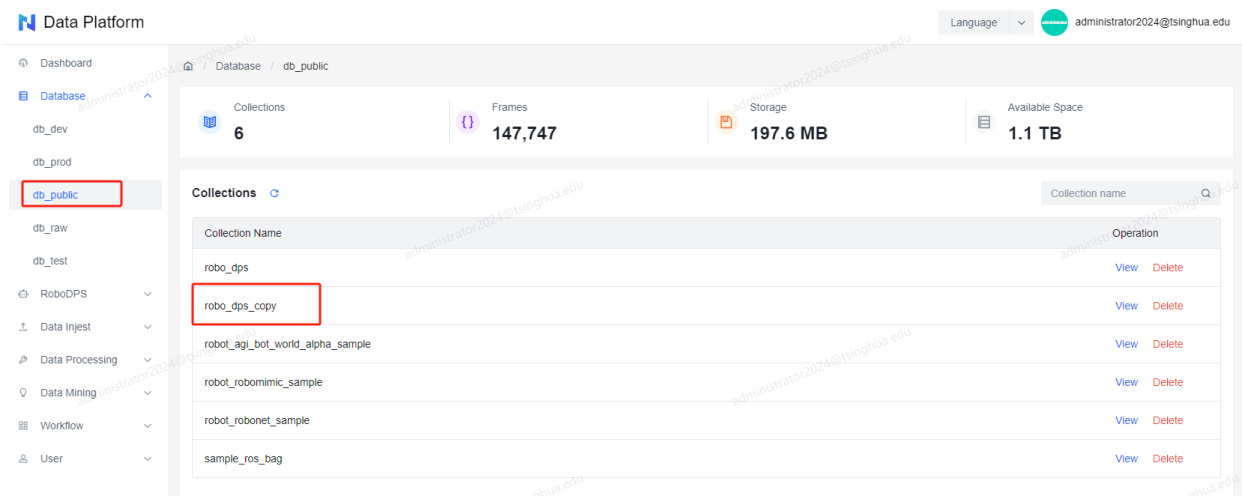 Data Platform
Language
administrator2024@tsinghua.edu
Dashboard
Database
db_dev
db_prod
db_public
db_raw
db_test
RoboDPS
Data Injest
Data Processing
Data Mining
Workflow
User
/ Database / db_public
Collections
6
Frames
147,747
Storage
197.6 MB
Available Space
1.1 TB
Collections
Collection name
Collection Name Operation
robo_dps View Delete
robo_dps_copy View Delete
robot_agi_bot_world_alpha_sample View Delete
robot_robomimic_sample View Delete
robot_robonet_sample View Delete
sample_ros_bag View Delete
administrator2024@tsinghua.edu